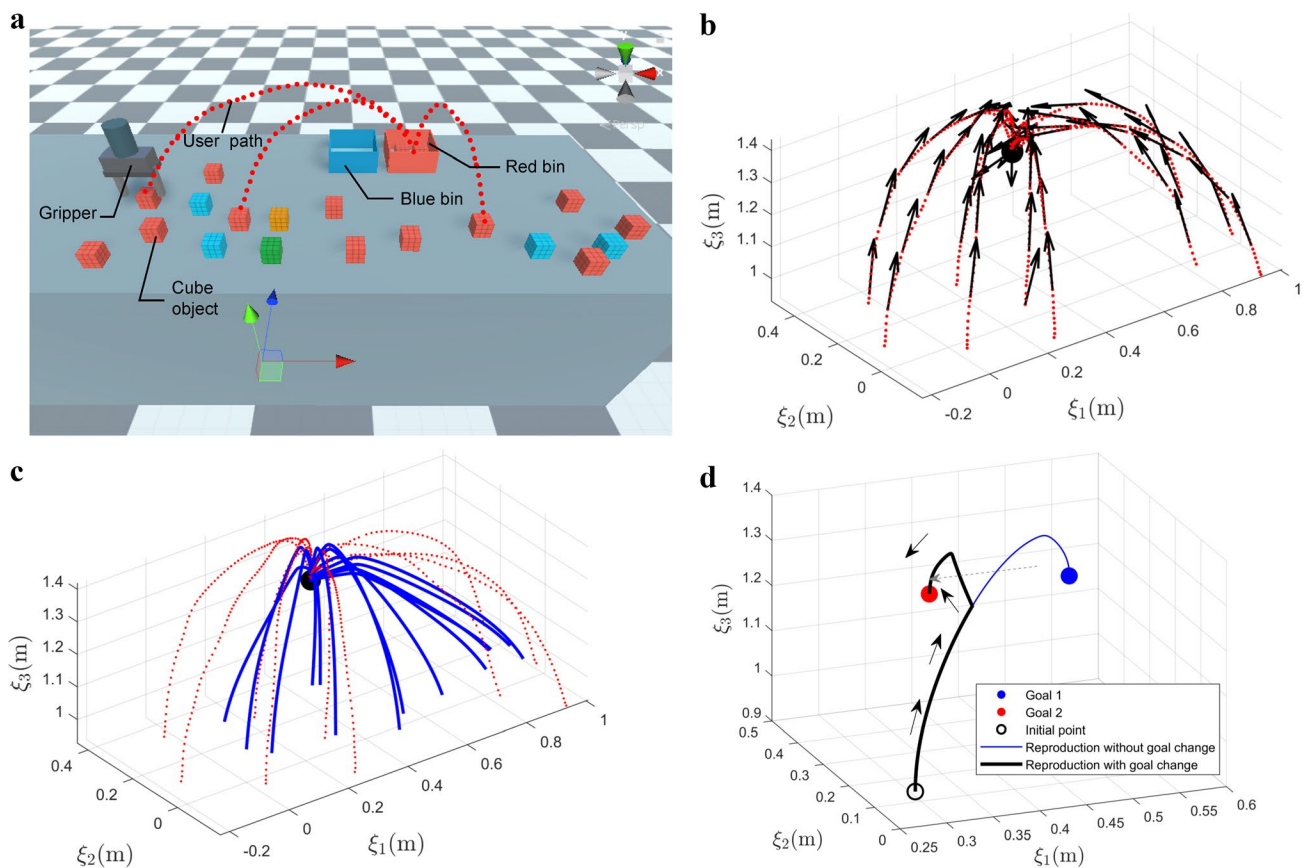 a
User path
Gripper
Cube
object
Blue bin
Red bin
y
x
Persp
b
ξ3(m)
1.4
1.3
1.2
1.1
1
0.4
0.2
0
ξ2(m)
-0.2
0
0.2
0.4
0.6
0.8
1
ξ1(m)
c
ξ3(m)
1.4
1.3
1.2
1.1
1
0.4
0.2
0
ξ2(m)
-0.2
0
0.2
0.4
0.6
0.8
1
ξ1(m)
d
ξ3(m)
1.4
1.3
1.2
1.1
1
0.9
0.5
0.4
0.3
0.2
0.1
0
ξ2(m)
0.25
0.3
0.35
0.4
0.45
0.5
0.55
0.6
ξ1(m)
Goal 1
Goal 2
Initial point
Reproduction without goal change
Reproduction with goal change